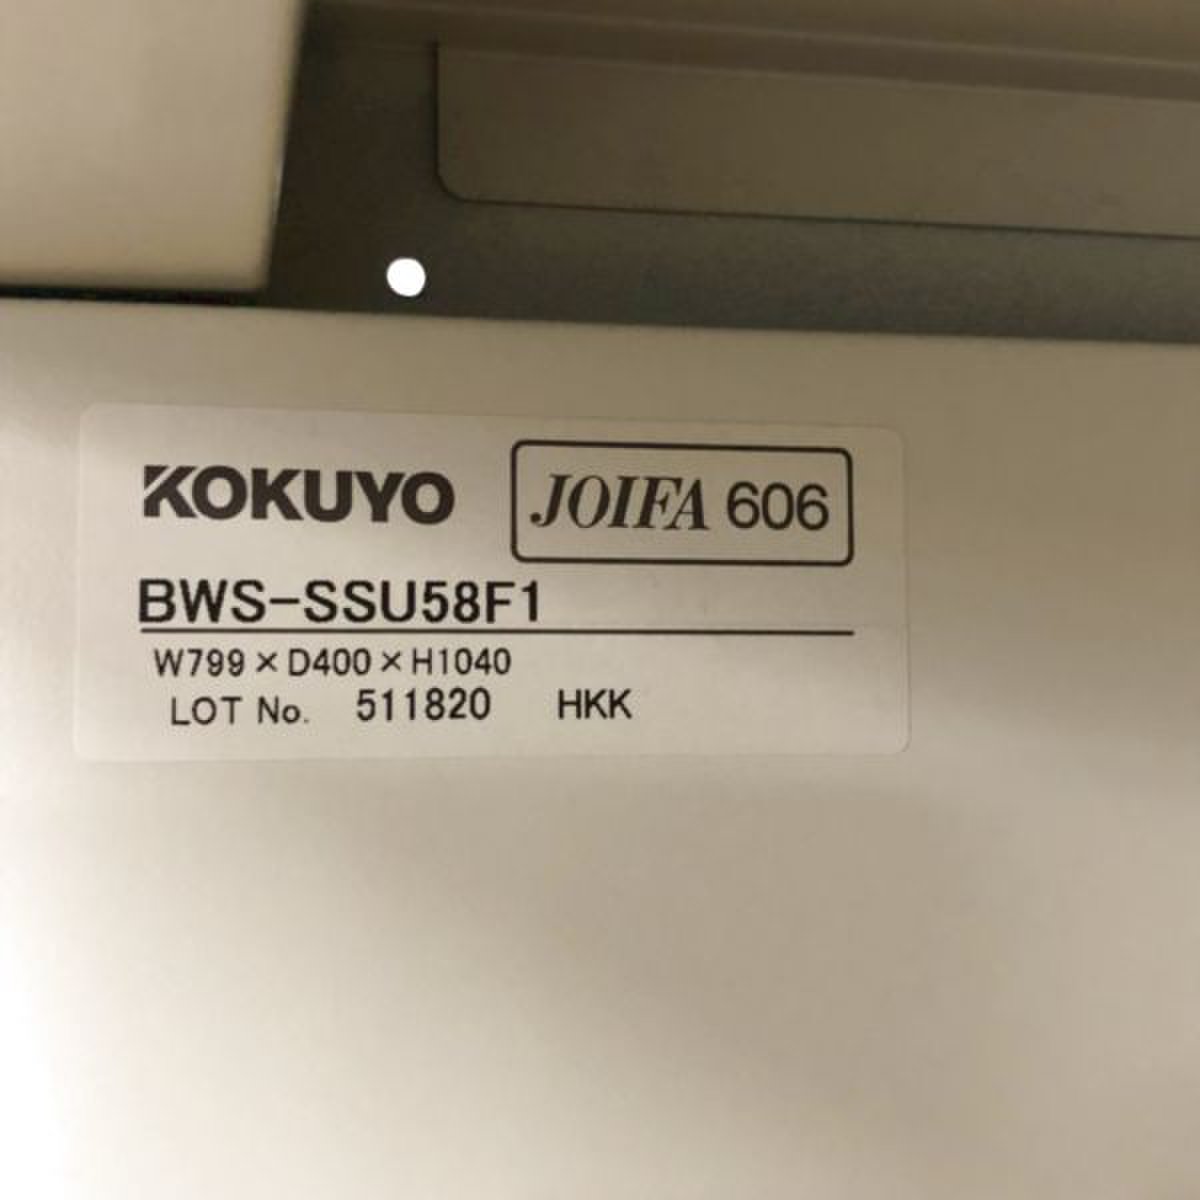 KOKUYO JOIFA 606
BWS-SSU58F1
W799×D400×H1040
LOT No. 511820 HKK